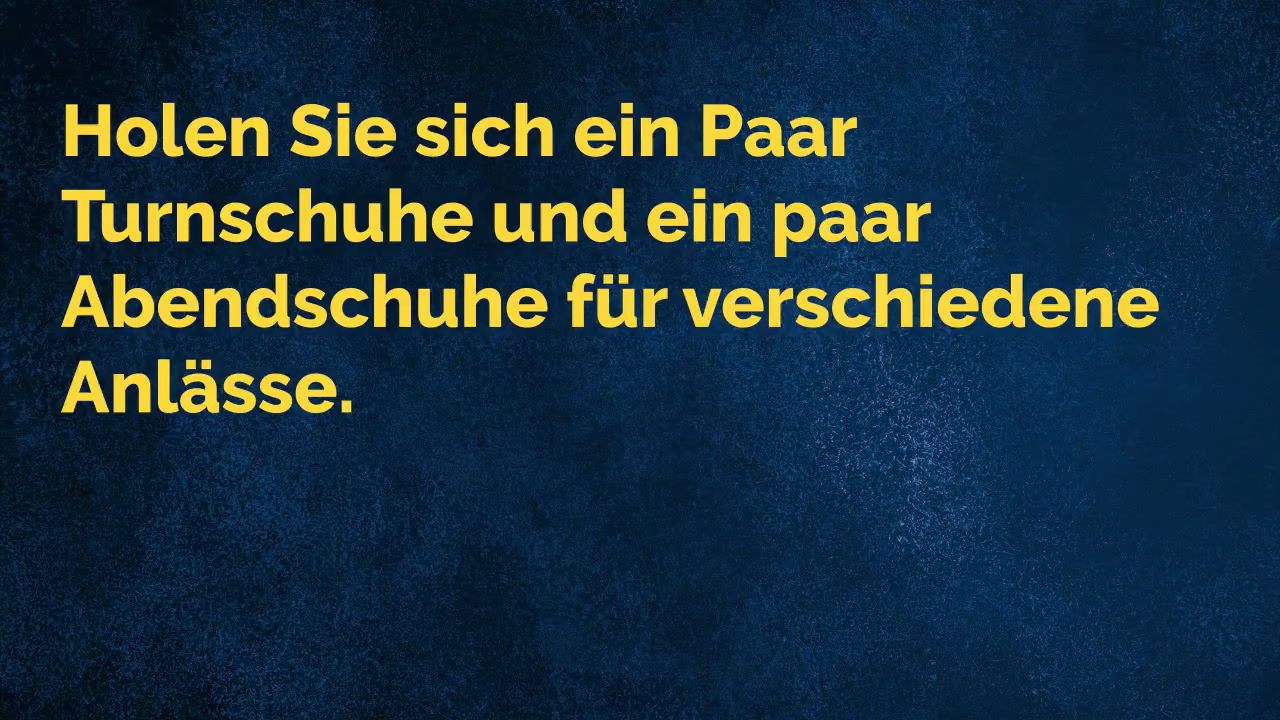 Holen Sie sich ein Paar
Turnschuhe und ein paar
Abendschuhe für verschiedene
Anlässe.